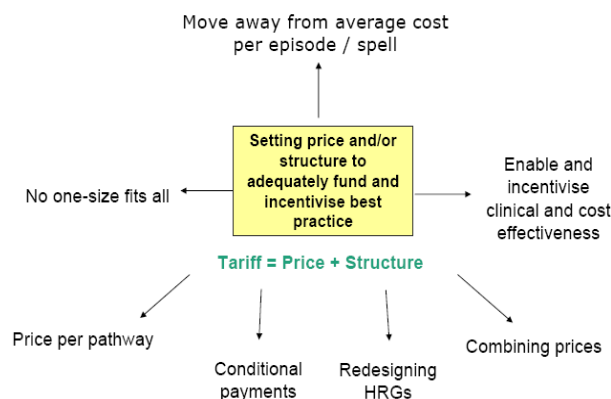 Move away from average cost
per episode / spell
Setting price and/or
structure to
adequately fund and
incentivise best
practice
No one-size fits all
Enable and
incentivise
clinical and cost
effectiveness
Tariff = Price + Structure
Price per pathway
Conditional
payments
Redesigning
HRGs
Combining prices